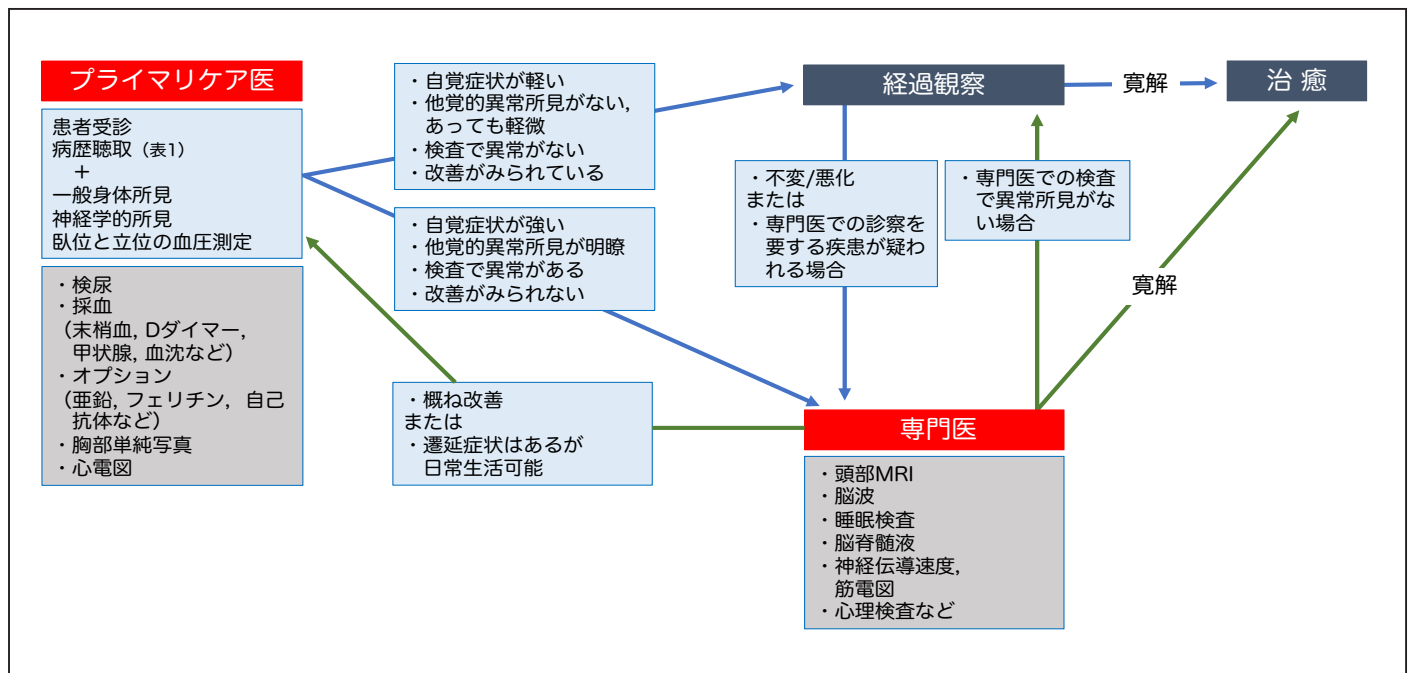 プライマリケア医
患者受診
病歴聴取（表1）
＋
一般身体所見
神経学的所見
臥位と立位の血圧測定
・検尿
・採血
（末梢血, Dダイマー,
甲状腺, 血沈など）
・オプション
（亜鉛, フェリチン, 自己
抗体など）
・胸部単純写真
・心電図
・自覚症状が軽い
・他覚的異常所見がない,
あっても軽微
・検査で異常がない
・改善がみられている
・自覚症状が強い
・他覚的異常所見が明瞭
・検査で異常がある
・改善がみられない
・概ね改善
または
・遷延症状はあるが
日常生活可能
経過観察
寛解
治 癒
・不変/悪化
または
・専門医での診察を
要する疾患が疑わ
れる場合
・専門医での検査
で異常所見がな
い場合
寛解
専門医
・頭部MRI
・脳波
・睡眠検査
・脳脊髄液
・神経伝導速度,
筋電図
・心理検査など